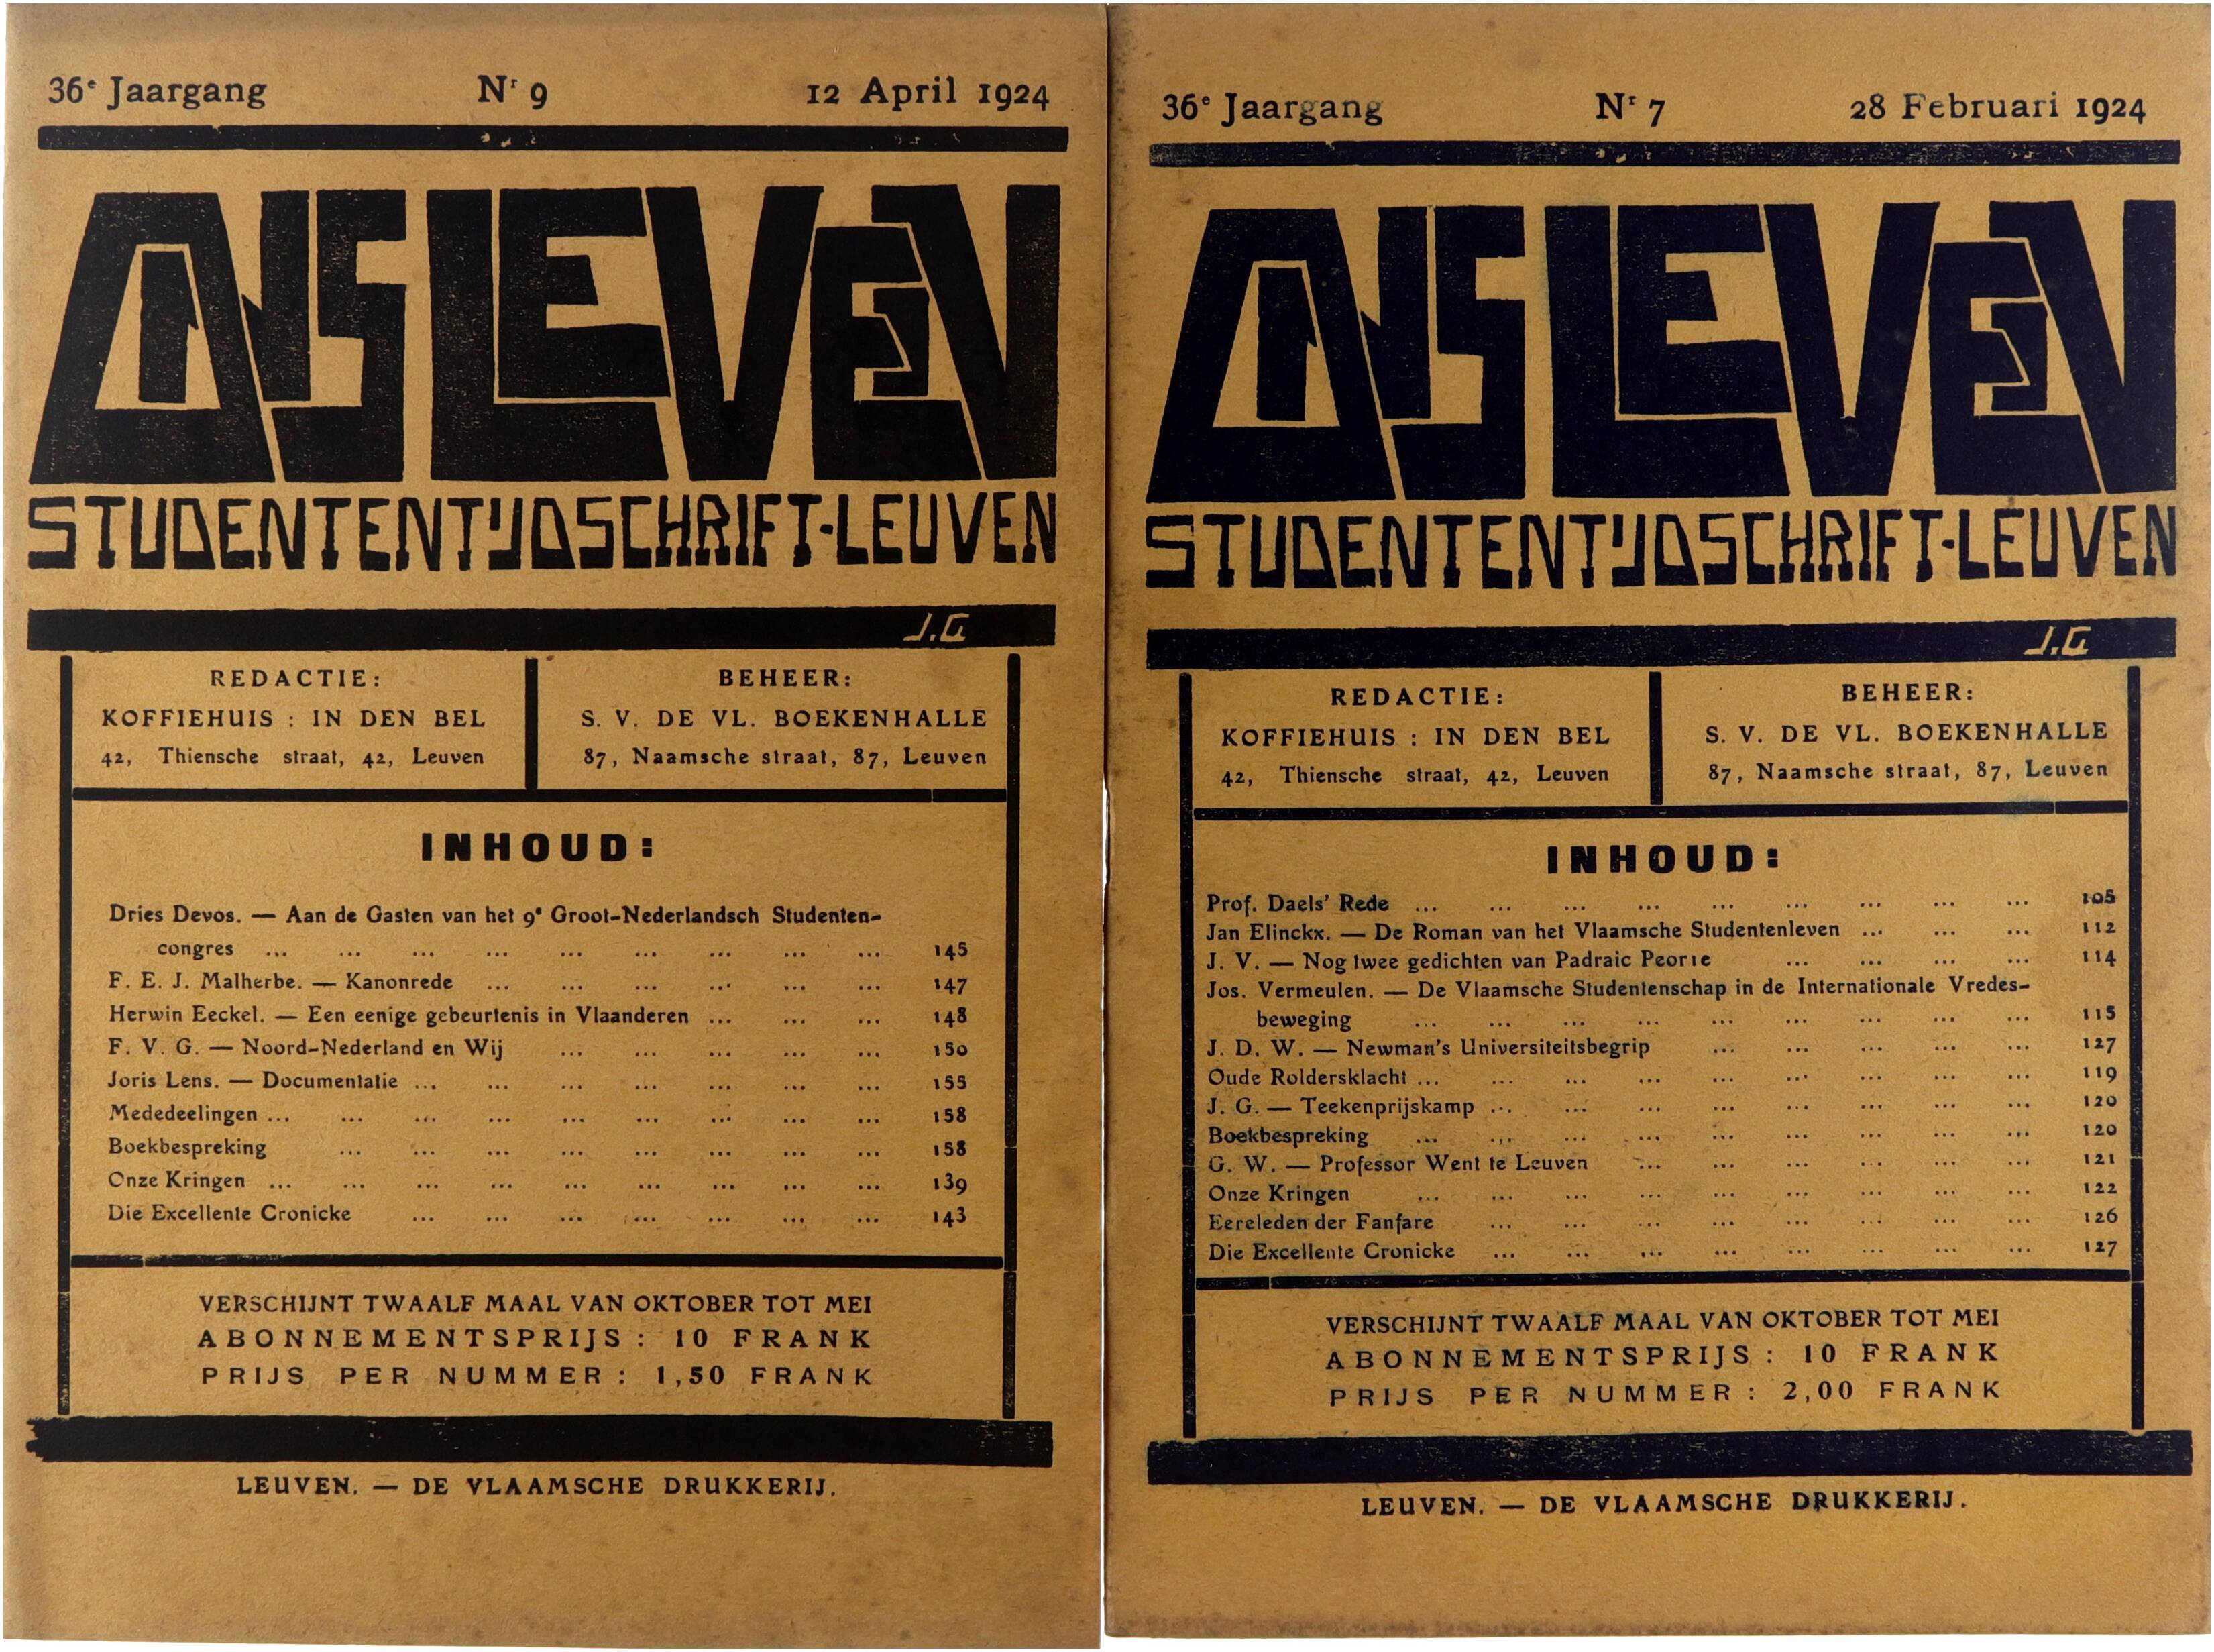 36e Jaargang Nr 9 12 April 1924
ONS LEVEN
STUDENTENTIJDSCHRIFT-LEUVEN
J.G
REDACTIE:
KOFFIEHUIS : IN DEN BEL
42, Thiensche straat, 42, Leuven
BEHEER:
S. V. DE VL. BOEKENHALLE
87, Naamsche straat, 87, Leuven
INHOUD:
Dries Devos. — Aan de Gasten van het 9e Groot-Nederlandsch Studenten-
congres ... ... ... ... ... ... ... ... ... 145
F. E. J. Malherbe. — Kanonrede ... ... ... ... ... ... 147
Herwin Eeckel. — Een eenige gebeurtenis in Vlaanderen ... ... ... 148
F. V. G. — Noord-Nederland en Wij ... ... ... ... ... 150
Joris Lens. — Documentatie ... ... ... ... ... ... ... 155
Mededeelingen ... ... ... ... ... ... ... ... ... 158
Boekbespreking ... ... ... ... ... ... ... ... 158
Onze Kringen ... ... ... ... ... ... ... ... ... 139
Die Excellente Cronicke ... ... ... ... ... ... ... 143
VERSCHIJNT TWAALF MAAL VAN OKTOBER TOT MEI
ABONNEMENTSPRIJS : 10 FRANK
PRIJS PER NUMMER : 1,50 FRANK
LEUVEN. — DE VLAAMSCHE DRUKKERIJ.
36e Jaargang Nr 7 28 Februari 1924
ONS LEVEN
STUDENTENTIJDSCHRIFT-LEUVEN
J.G
REDACTIE:
KOFFIEHUIS : IN DEN BEL
42, Thiensche straat, 42, Leuven
BEHEER:
S. V. DE VL. BOEKENHALLE
87, Naamsche straat, 87, Leuven
INHOUD:
Prof. Daels' Rede ... ... ... ... ... ... ... ... ... 105
Jan Elinckx. — De Roman van het Vlaamsche Studentenleven ... ... ... 112
J. V. — Nog twee gedichten van Padraic Peorie ... ... ... ... 114
Jos. Vermeulen. — De Vlaamsche Studentenschap in de Internationale Vredes-
beweging ... ... ... ... ... ... ... ... ... 115
J. D. W. — Newman's Universiteitsbegrip ... ... ... ... ... 127
Oude Roldersklacht ... ... ... ... ... ... ... ... ... 119
J. G. — Teekenprijskamp ... ... ... ... ... ... ... ... 120
Boekbespreking ... ... ... ... ... ... ... ... ... 120
G. W. — Professor Went te Leuven ... ... ... ... ... ... 121
Onze Kringen ... ... ... ... ... ... ... ... ... 122
Eereleden der Fanfare ... ... ... ... ... ... ... ... 126
Die Excellente Cronicke ... ... ... ... ... ... ... ... 127
VERSCHIJNT TWAALF MAAL VAN OKTOBER TOT MEI
ABONNEMENTSPRIJS : 10 FRANK
PRIJS PER NUMMER : 2,00 FRANK
LEUVEN. — DE VLAAMSCHE DRUKKERIJ.